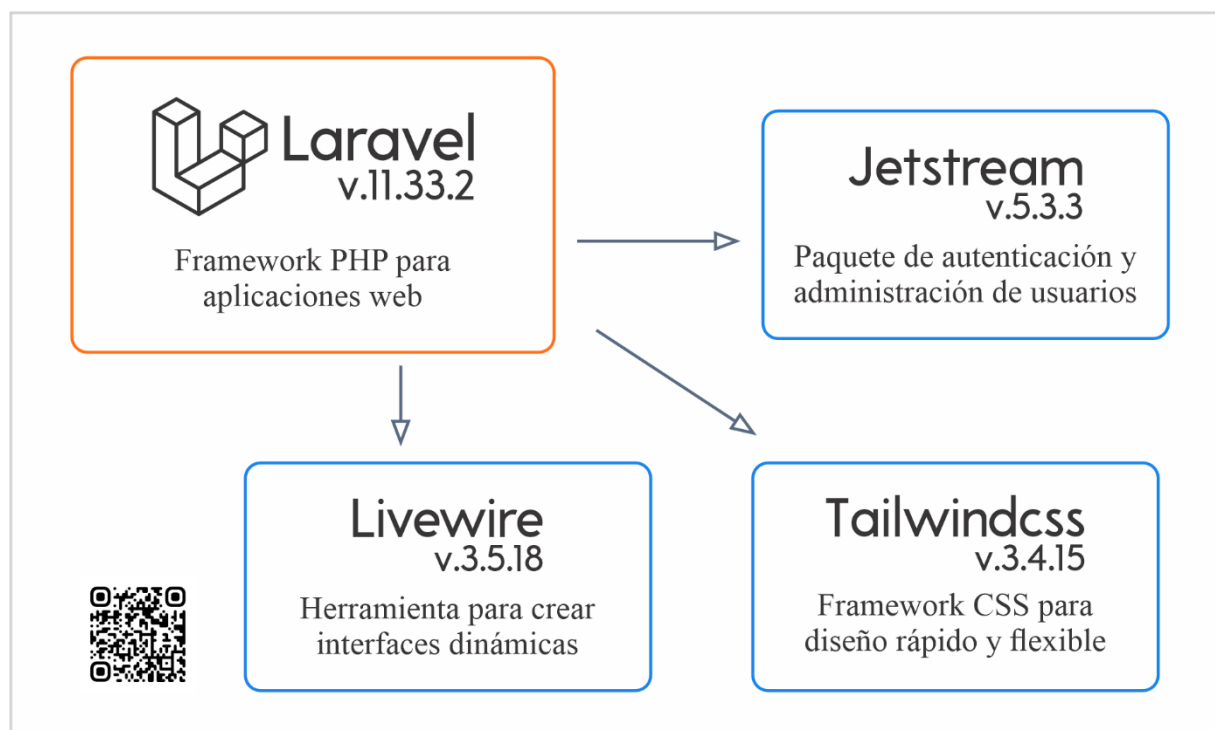 Laravel
v.11.33.2
Framework PHP para
aplicaciones web
Jetstream
v.5.3.3
Paquete de autenticación y
administración de usuarios
Livewire
v.3.5.18
Herramienta para crear
interfaces dinámicas
Tailwindcss
v.3.4.15
Framework CSS para
diseño rápido y flexible